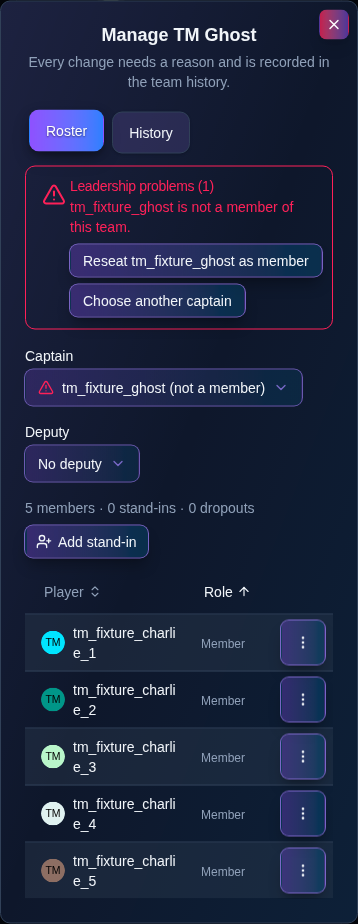 Manage TM Ghost
Every change needs a reason and is recorded in
the team history.
Roster
History
Leadership problems (1)
tm_fixture_ghost is not a member of
this team.
Reseat tm_fixture_ghost as member
Choose another captain
Captain
tm_fixture_ghost (not a member)
Deputy
No deputy
5 members · 0 stand-ins · 0 dropouts
Add stand-in
Player
Role
TM
tm_fixture_charli
e_1
Member
TM
tm_fixture_charli
e_2
Member
TM
tm_fixture_charli
e_3
Member
TM
tm_fixture_charli
e_4
Member
TM
tm_fixture_charli
e_5
Member